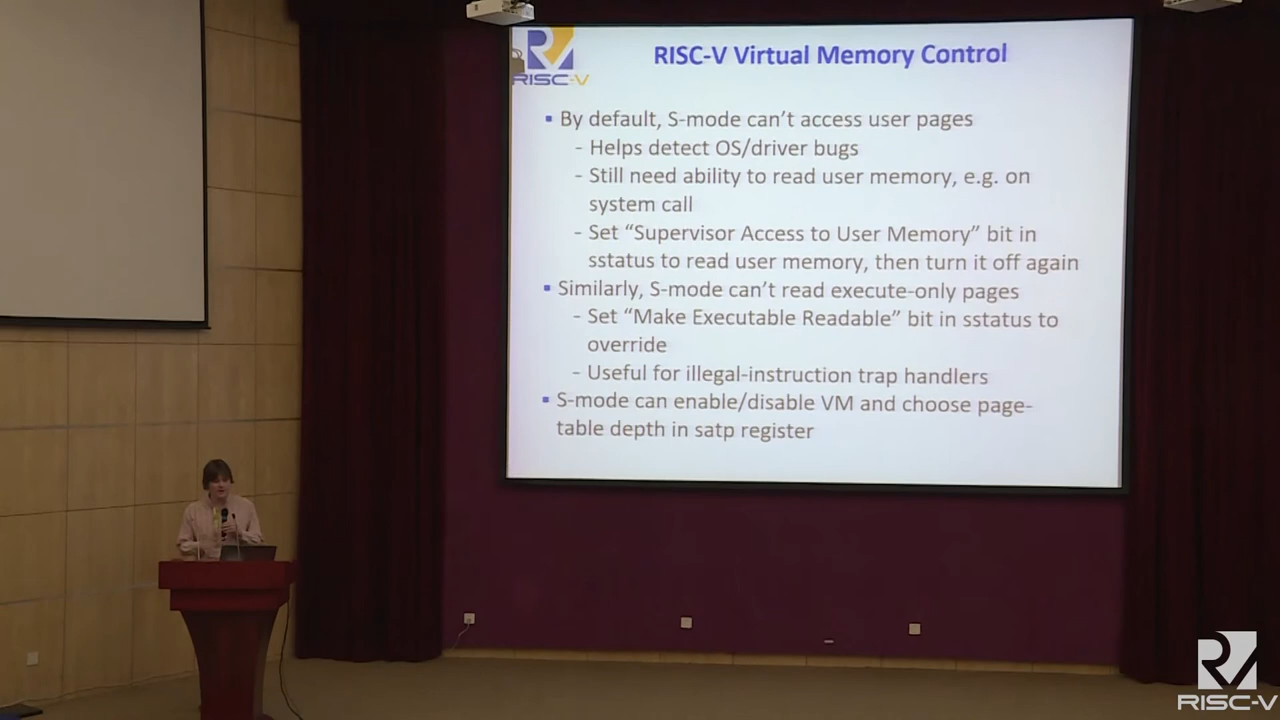 RISC-V Virtual Memory Control
RISC-V
▪ By default, S-mode can't access user pages
- Helps detect OS/driver bugs
- Still need ability to read user memory, e.g. on
system call
- Set “Supervisor Access to User Memory” bit in
sstatus to read user memory, then turn it off again
▪ Similarly, S-mode can't read execute-only pages
- Set “Make Executable Readable” bit in sstatus to
override
- Useful for illegal-instruction trap handlers
▪ S-mode can enable/disable VM and choose page-
table depth in satp register
RISC-V